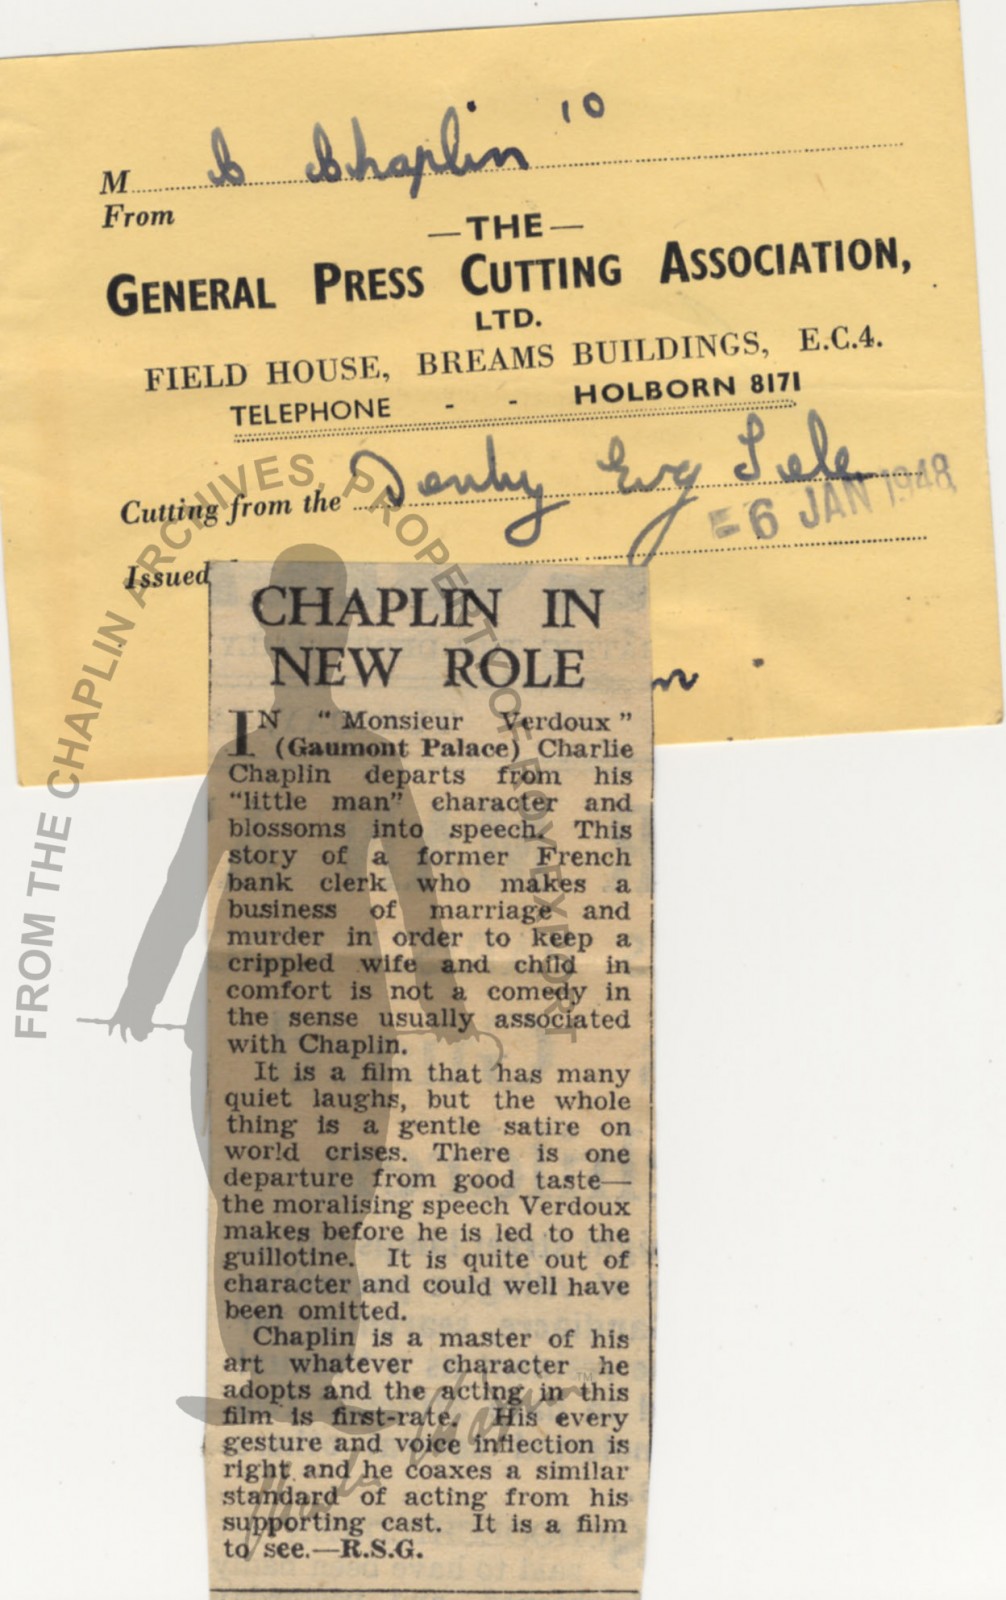 M C Chaplin 10
From
—THE—
GENERAL PRESS CUTTING ASSOCIATION,
LTD.
FIELD HOUSE, BREAMS BUILDINGS, E.C.4.
TELEPHONE - - HOLBORN 8171
Cutting from the Derby Evg Tele
-6 JAN 1948
Issued
CHAPLIN IN
NEW ROLE
IN "Monsieur Verdoux"
(Gaumont Palace) Charlie
Chaplin departs from his
"little man" character and
blossoms into speech. This
story of a former French
bank clerk who makes a
business of marriage and
murder in order to keep a
crippled wife and child in
comfort is not a comedy in
the sense usually associated
with Chaplin.
It is a film that has many
quiet laughs, but the whole
thing is a gentle satire on
world crises. There is one
departure from good taste—
the moralising speech Verdoux
makes before he is led to the
guillotine. It is quite out of
character and could well have
been omitted.
Chaplin is a master of his
art whatever character he
adopts and the acting in this
film is first-rate. His every
gesture and voice inflection is
right and he coaxes a similar
standard of acting from his
supporting cast. It is a film
to see.—R.S.G.
FROM THE CHAPLIN ARCHIVES, PROPERTY OF ROY EXPORT
Charlie Chaplin™